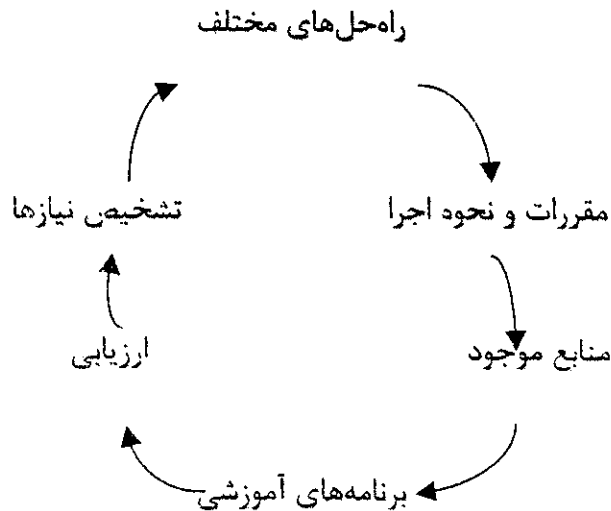 راه‌حل‌های مختلف
مقررات و نحوه اجرا
تشخیص نیازها
منابع موجود
ارزیابی
برنامه‌های آموزشی